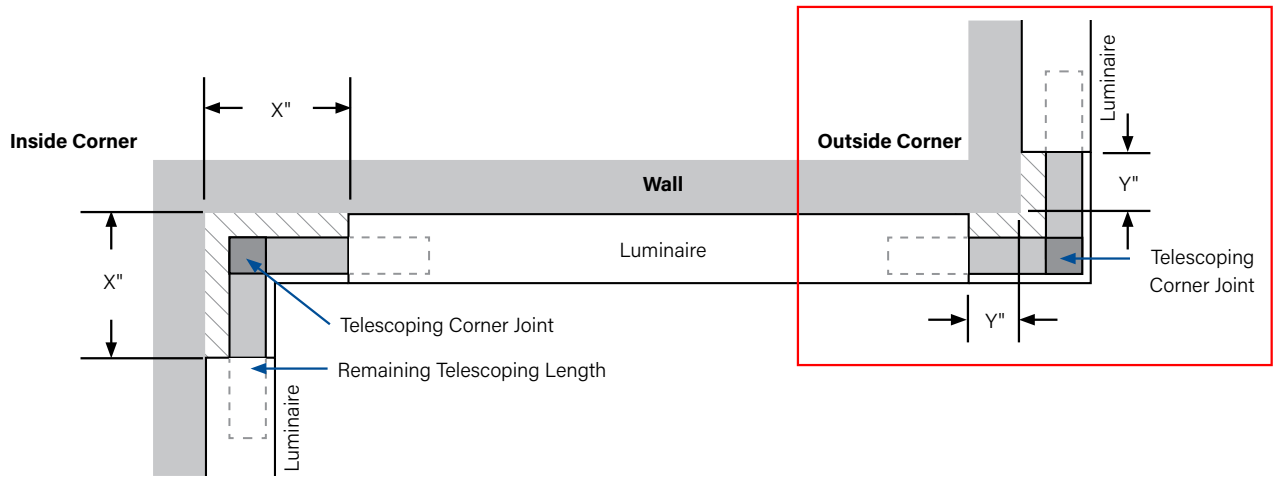 Luminaire
X"
Inside Corner
Outside Corner
Wall
Y"
Luminaire
X"
Telescoping
Corner Joint
Y"
Telescoping Corner Joint
Remaining Telescoping Length
Luminaire